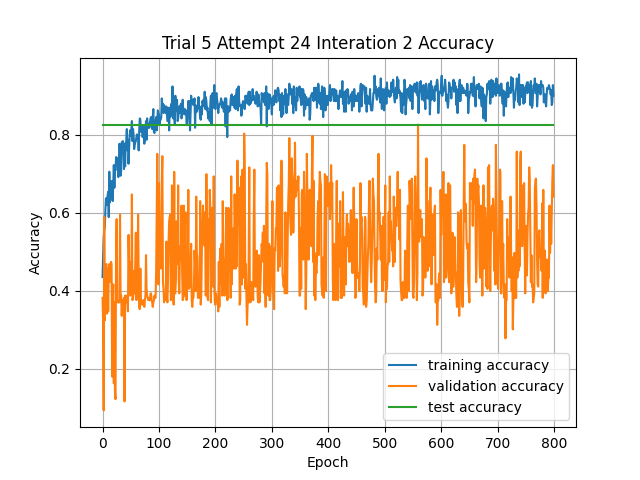 Trial 5 Attempt 24 Interation 2 Accuracy
0.8
0.6
0.4
0.2
Accuracy
0 100 200 300 400 500 600 700 800
Epoch
training accuracy
validation accuracy
test accuracy